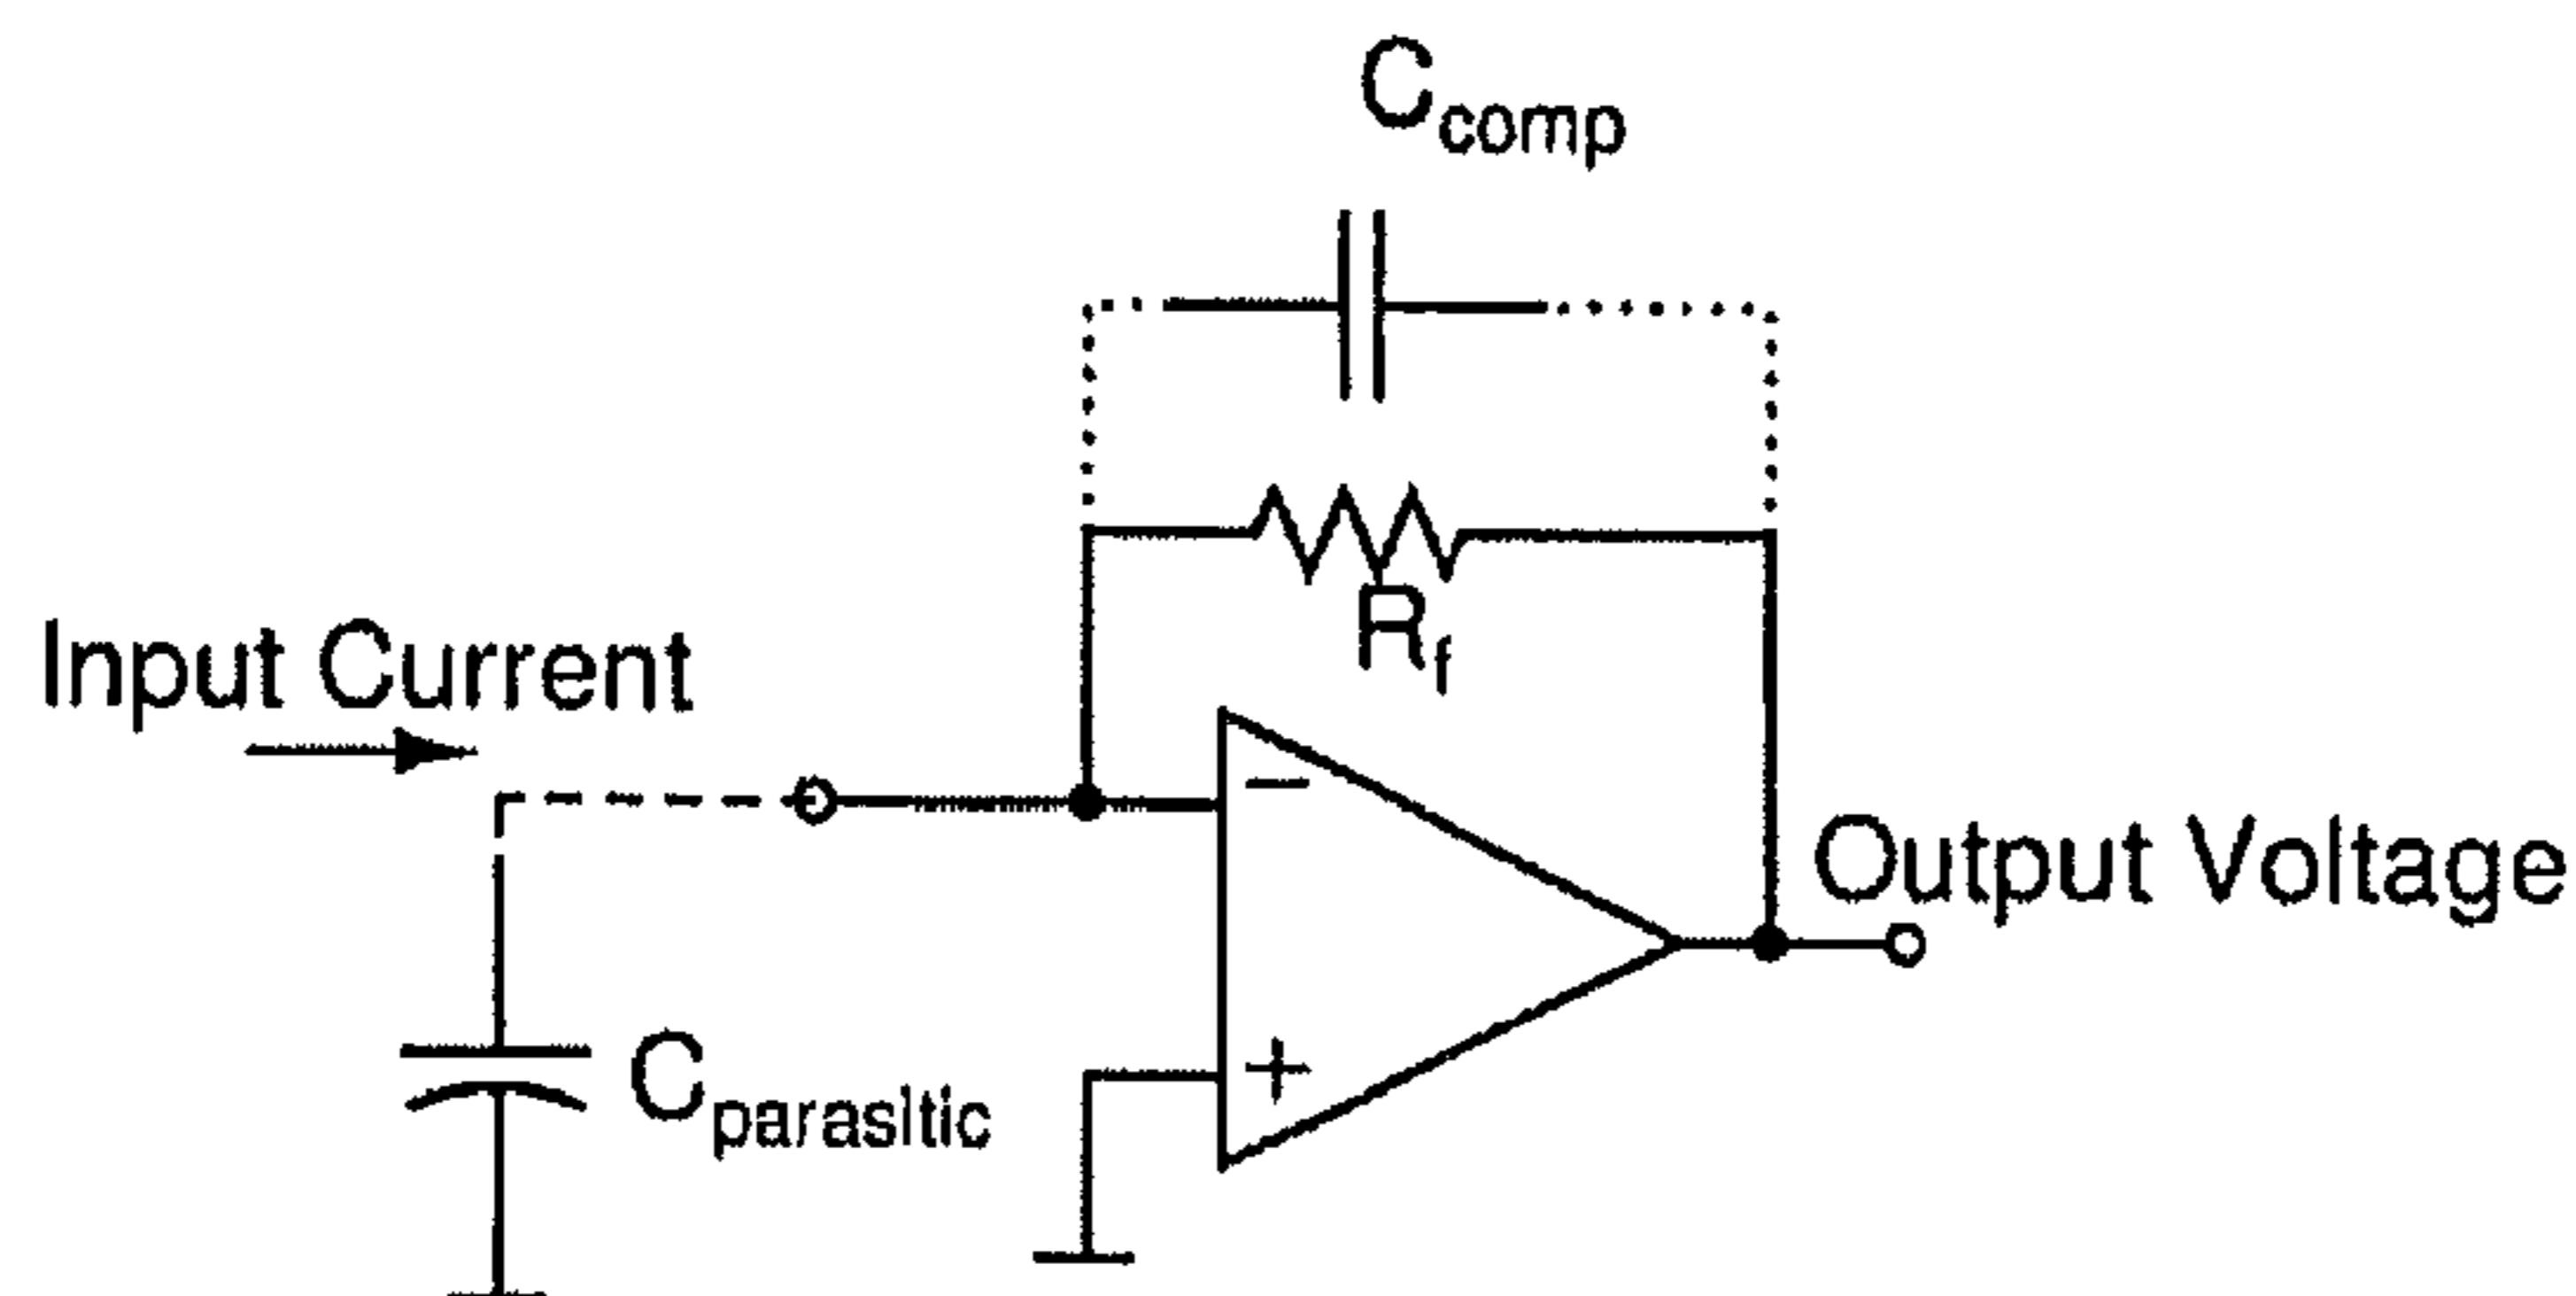 C_comp
R_f
Input Current
−
Output Voltage
C_parasitic
+